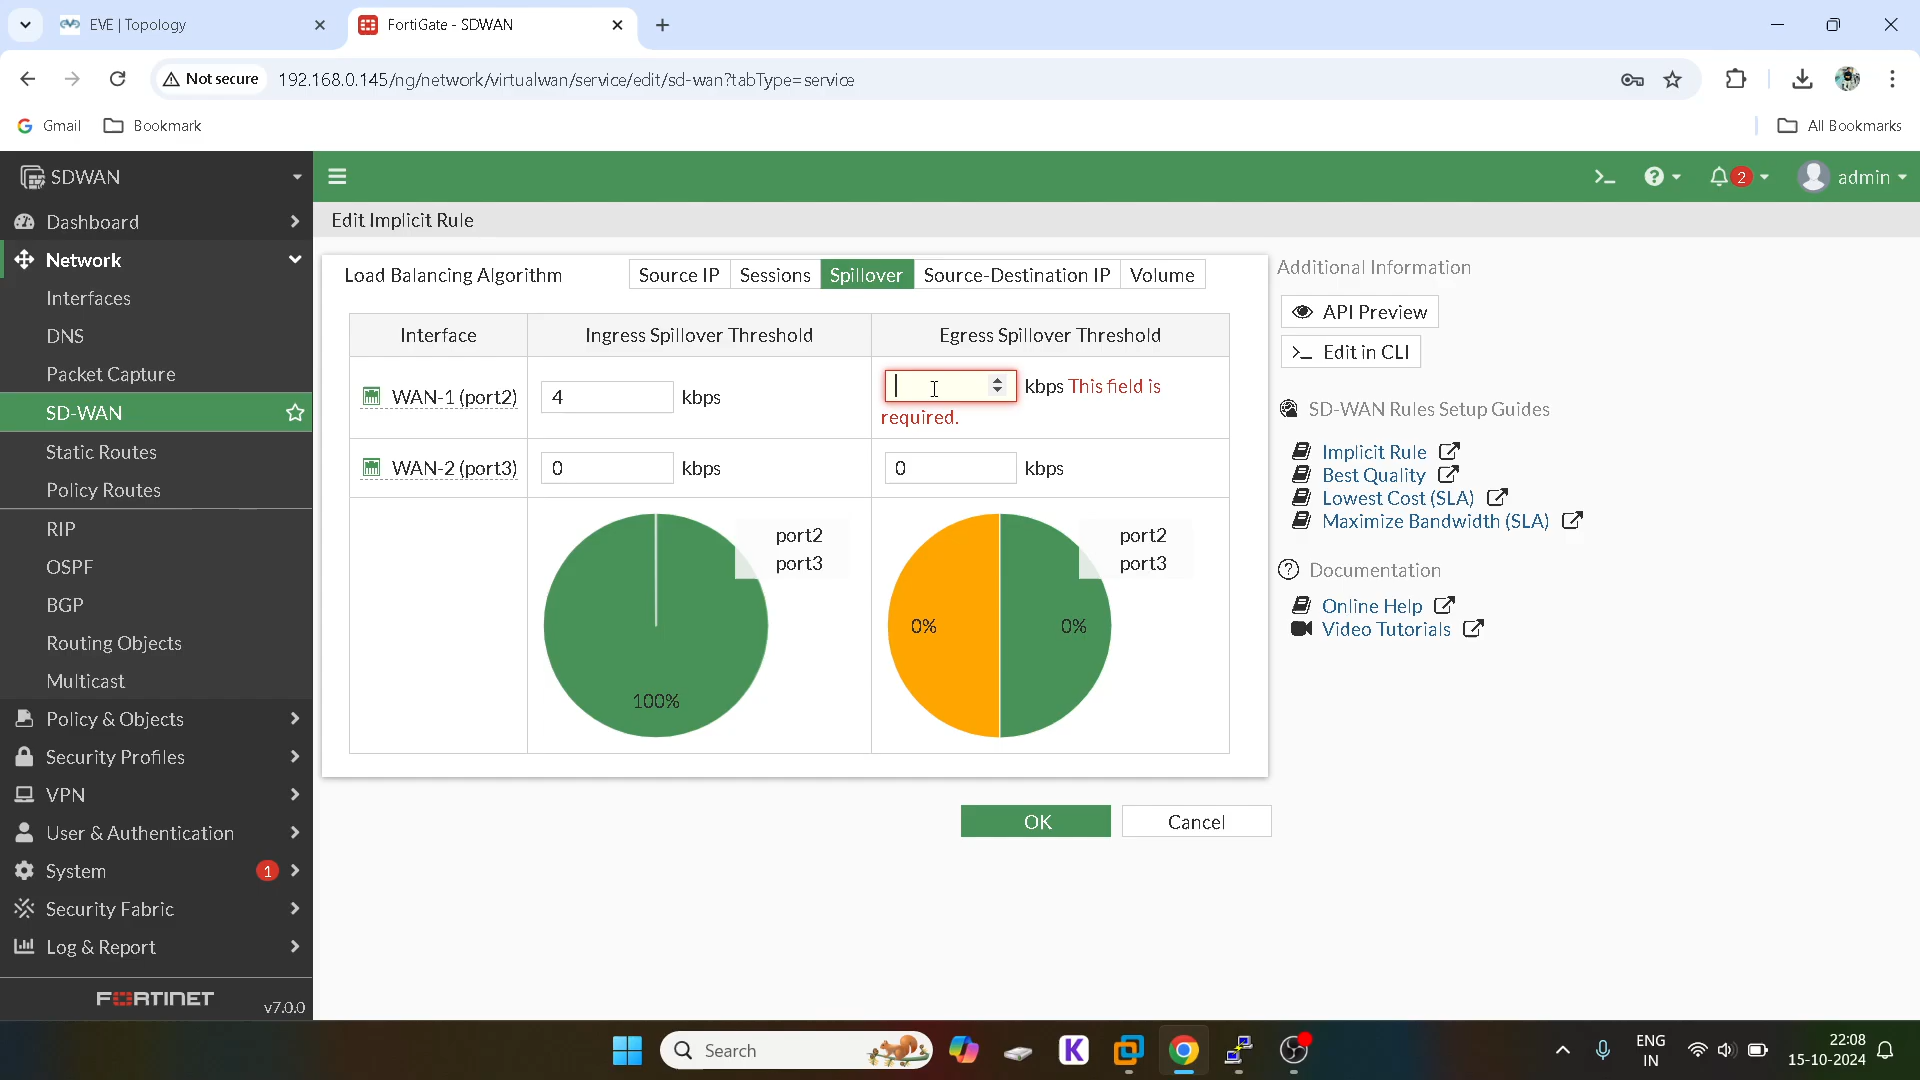 EVE | Topology
FortiGate - SDWAN
Not secure
192.168.0.145/ng/network/virtualwan/service/edit/sd-wan?tabType=service
Gmail
Bookmark
All Bookmarks
SDWAN
2
admin
Dashboard
Network
Interfaces
DNS
Packet Capture
SD-WAN
Static Routes
Policy Routes
RIP
OSPF
BGP
Routing Objects
Multicast
Policy & Objects
Security Profiles
VPN
User & Authentication
System
1
Security Fabric
Log & Report
FORTINET
v7.0.0
Edit Implicit Rule
Load Balancing Algorithm
Source IP
Sessions
Spillover
Source-Destination IP
Volume
Interface
Ingress Spillover Threshold
Egress Spillover Threshold
WAN-1 (port2)
4
kbps
kbps This field is
required.
WAN-2 (port3)
0
kbps
0
kbps
port2
port3
100%
port2
port3
0%
0%
OK
Cancel
Additional Information
API Preview
>_ Edit in CLI
SD-WAN Rules Setup Guides
Implicit Rule
Best Quality
Lowest Cost (SLA)
Maximize Bandwidth (SLA)
Documentation
Online Help
Video Tutorials
Search
K
ENG
IN
22:08
15-10-2024